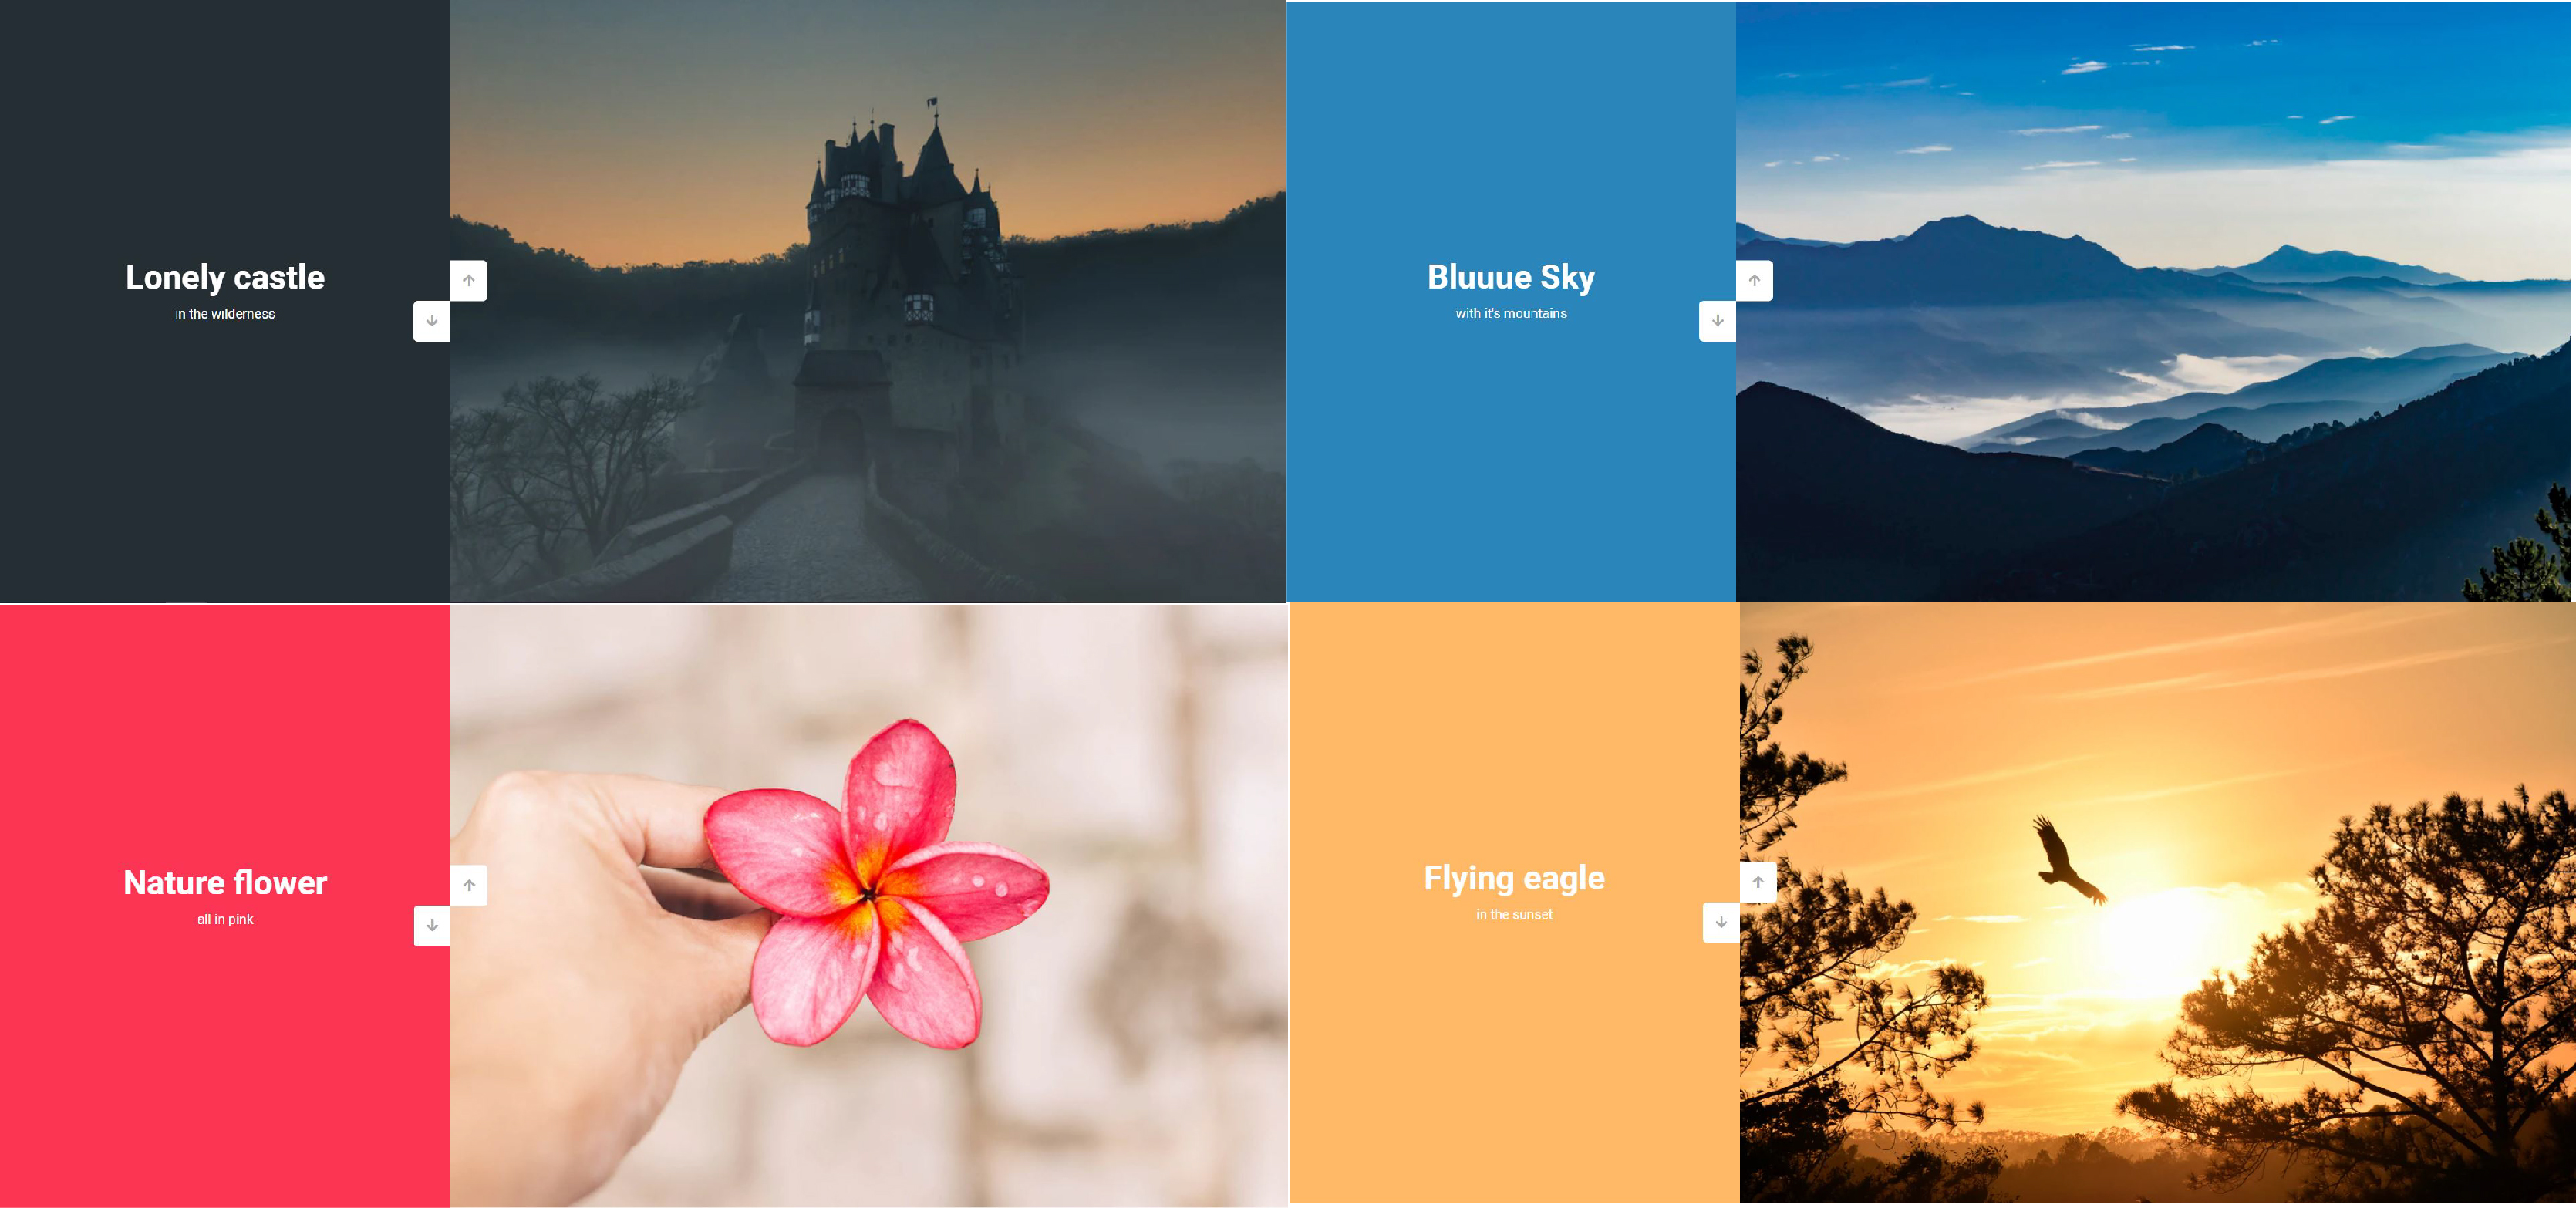 Lonely castle
in the wilderness
Bluuue Sky
with it's mountains
Nature flower
all in pink
Flying eagle
in the sunset